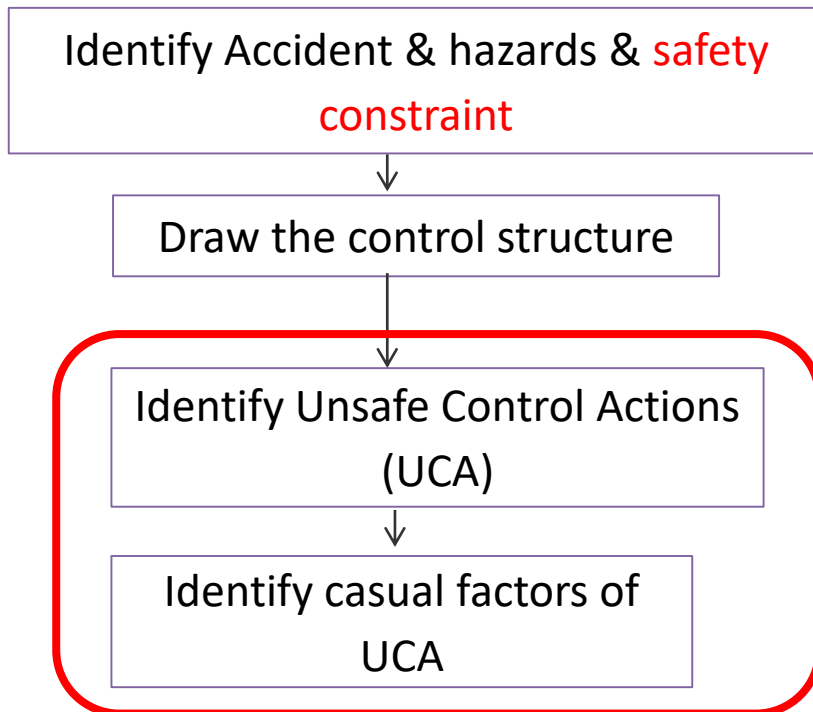 Identify Accident & hazards & safety
constraint
Draw the control structure
Identify Unsafe Control Actions
(UCA)
Identify casual factors of
UCA